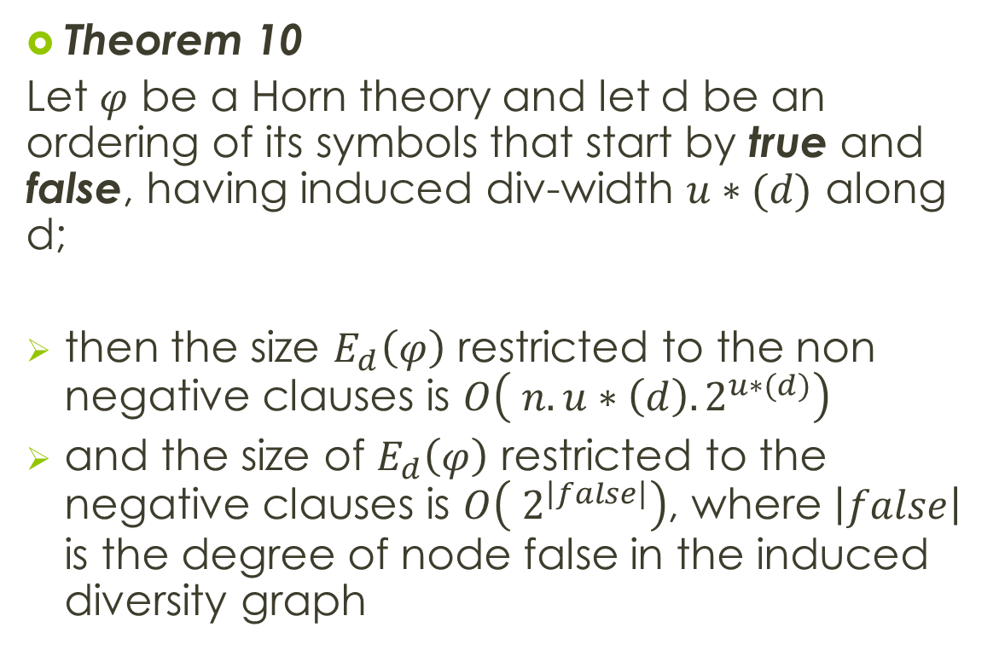 Theorem 10
Let φ be a Horn theory and let d be an
ordering of its symbols that start by true and
false, having induced div-width u ∗ (d) along
d;
➢ then the size E_d(φ) restricted to the non
negative clauses is O( n. u ∗ (d). 2^{u∗(d)})
➢ and the size of E_d(φ) restricted to the
negative clauses is O( 2^{|false|}), where |false|
is the degree of node false in the induced
diversity graph